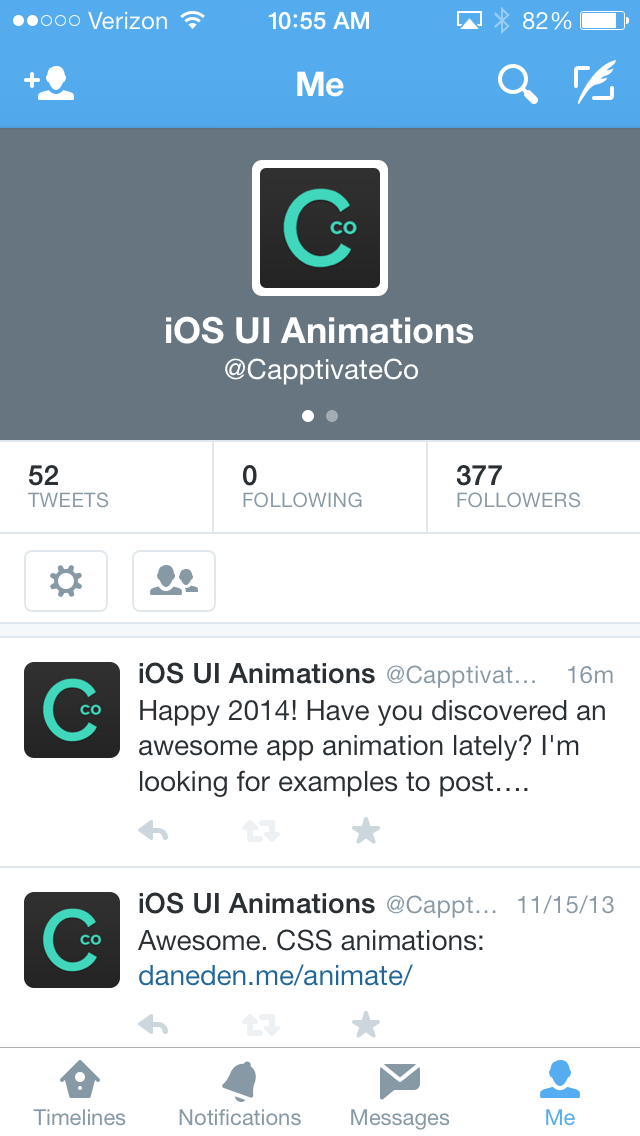 Verizon 10:55 AM 82%
Me
C co
iOS UI Animations
@CapptivateCo
52 0 377
TWEETS FOLLOWING FOLLOWERS
C co
iOS UI Animations @Capptivat... 16m
Happy 2014! Have you discovered an
awesome app animation lately? I'm
looking for examples to post....
C co
iOS UI Animations @Cappt... 11/15/13
Awesome. CSS animations:
daneden.me/animate/
Timelines Notifications Messages Me